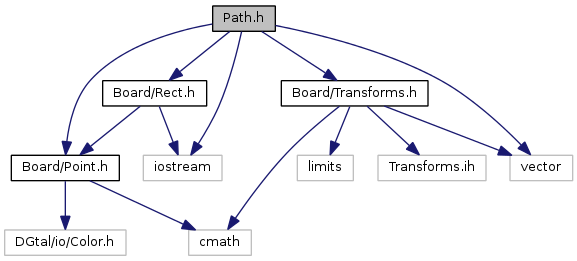 Path.h
Board/Rect.h
Board/Transforms.h
Board/Point.h
iostream
limits
Transforms.ih
vector
DGtal/io/Color.h
cmath